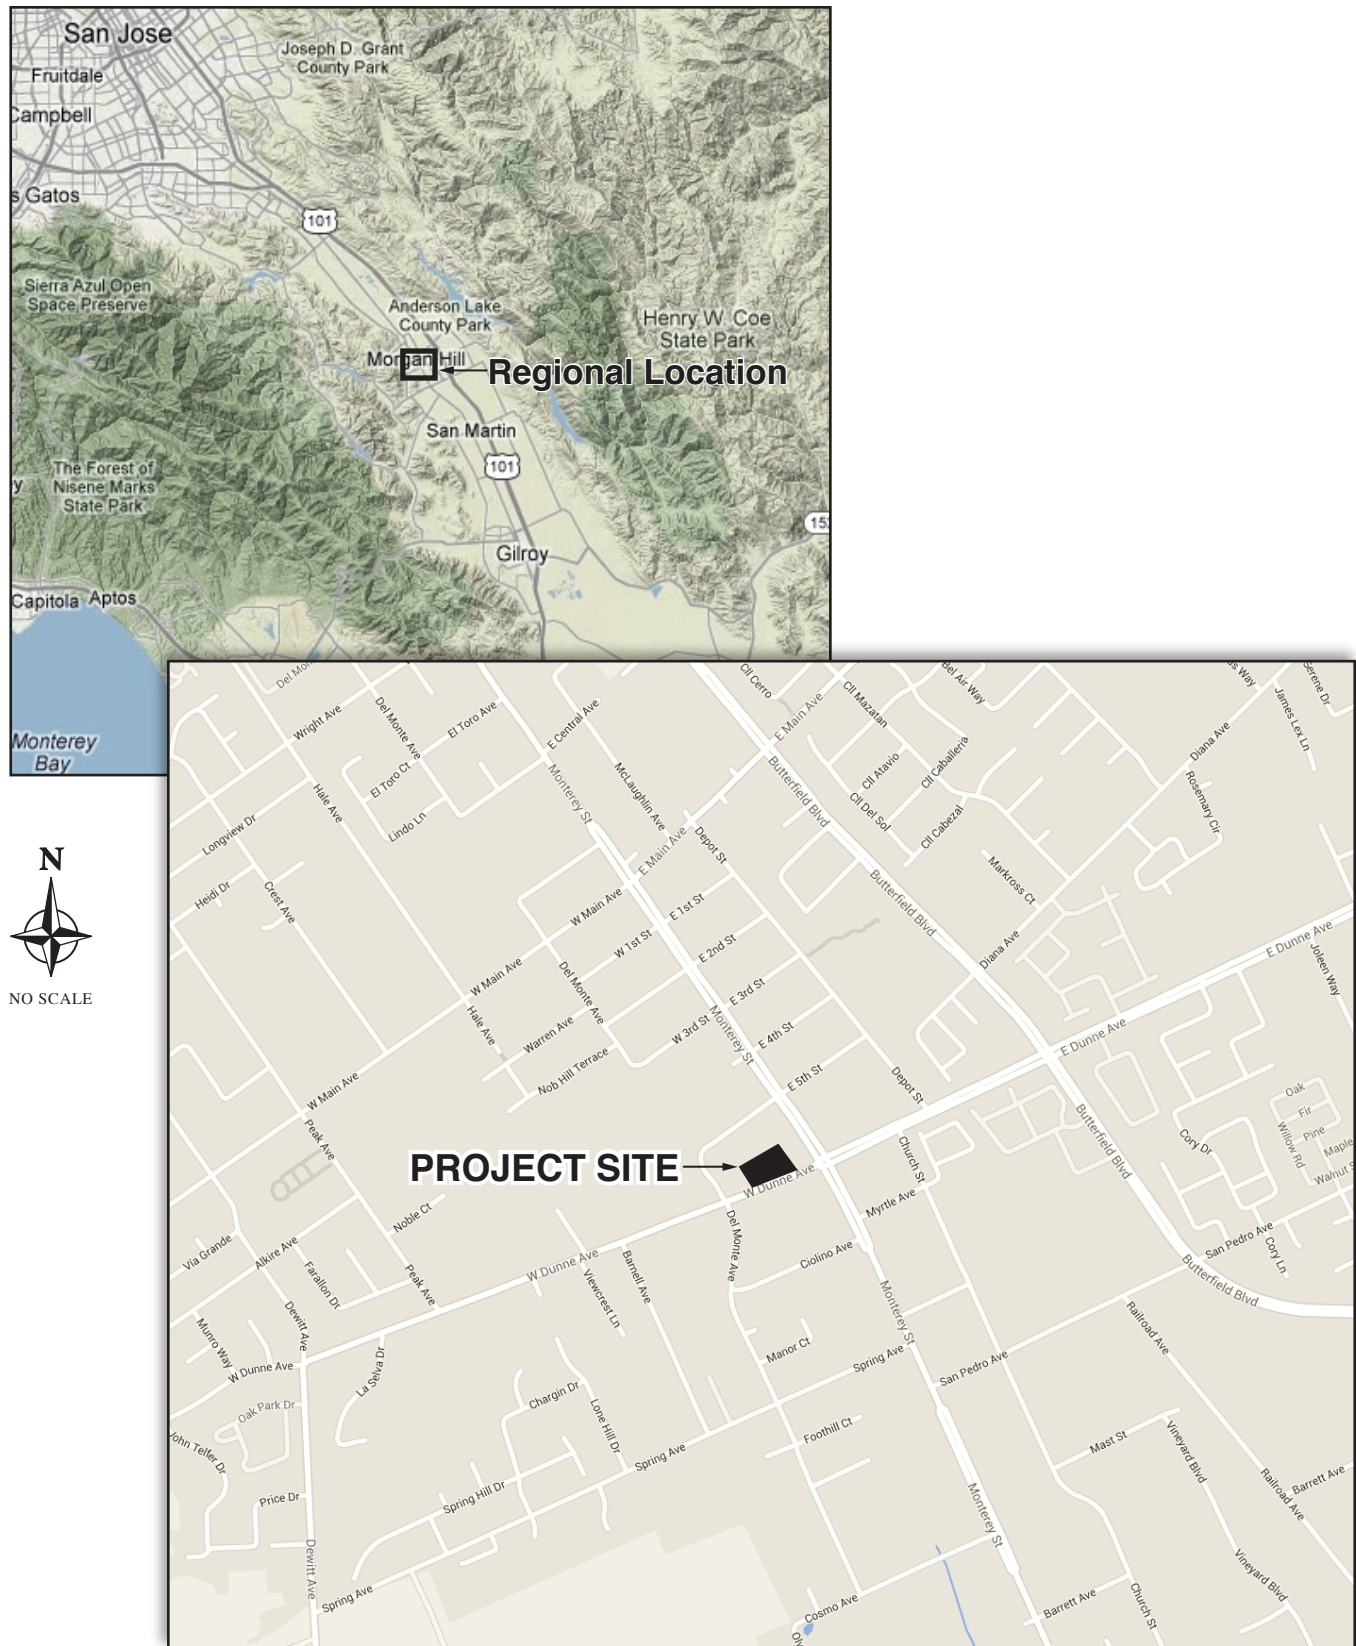 San Jose
Joseph D. Grant
County Park
Fruitdale
Campbell
s Gatos
101
Sierra Azul Open
Space Preserve
Anderson Lake
County Park
Henry W. Coe
State Park
Morgan Hill
Regional Location
San Martin
The Forest of
Nisene Marks
State Park
y
101
15
Gilroy
Capitola
Aptos
Monterey
Bay
N
NO SCALE
Del Mon
Cll Cerro
Cll Mazatan
Bel Air Way
s Way
Serene Dr
James Lex Ln
Wright Ave
Del Monte Ave
El Toro Ave
E Central Ave
E Main Ave
Diana Ave
El Toro Ct
Monterey St
McLaughlin Ave
Butterfield Blvd
Cll Atavio
Cll Caballeria
Rosemary Cir
Hale Ave
Lindo Ln
Cll Del Sol
Cll Cabezal
Longview Dr
E Main Ave
Depot St
Heidi Dr
Crest Ave
W Main Ave
E 1st St
Butterfield Blvd
Markross Ct
W 1st St
E 2nd St
Diana Ave
E Dunne Ave
Joleen Way
W Main Ave
Del Monte Ave
E 3rd St
Hale Ave
Warren Ave
W 3rd St
Monterey St
E 4th St
E Dunne Ave
Nob Hill Terrace
E 5th St
Depot St
W Main Ave
Peak Ave
Butterfield Blvd
Oak
Fir
Pine
Maple
Willow Rd
Walnut S
Cory Dr
Church St
PROJECT SITE
W Dunne Ave
Myrtle Ave
Noble Ct
Del Monte Ave
Via Grande
Alkire Ave
Ciolino Ave
San Pedro Ave
Cory Ln
Farallon Dr
Peak Ave
W Dunne Ave
Viewcrest Ln
Barnell Ave
Butterfield Blvd
Munro Way
Dewitt Ave
Monterey St
Railroad Ave
Manor Ct
Spring Ave
W Dunne Ave
La Selva Dr
San Pedro Ave
Oak Park Dr
Chargin Dr
Lone Hill Dr
Foothill Ct
John Telfer Dr
Spring Ave
Mast St
Vineyard Blvd
Price Dr
Spring Hill Dr
Railroad Ave
Barrett Ave
Monterey St
Dewitt Ave
Vineyard Blvd
Spring Ave
Cosmo Ave
Barrett Ave
Church St
Oly